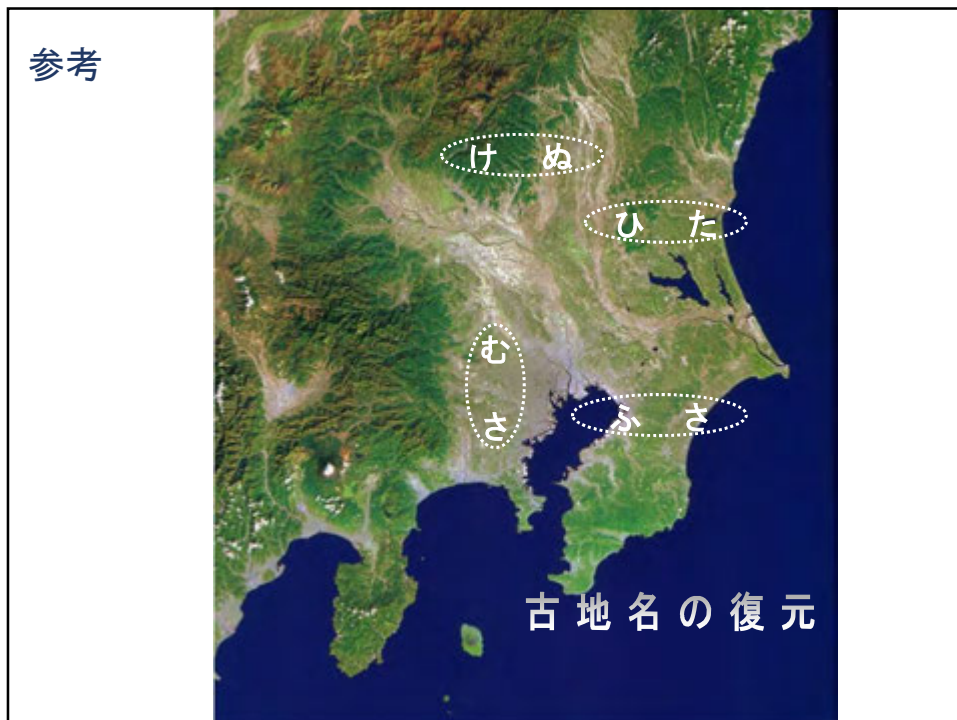 参考
け ぬ
ひ た
む
さ
ふ さ
古地名の復元